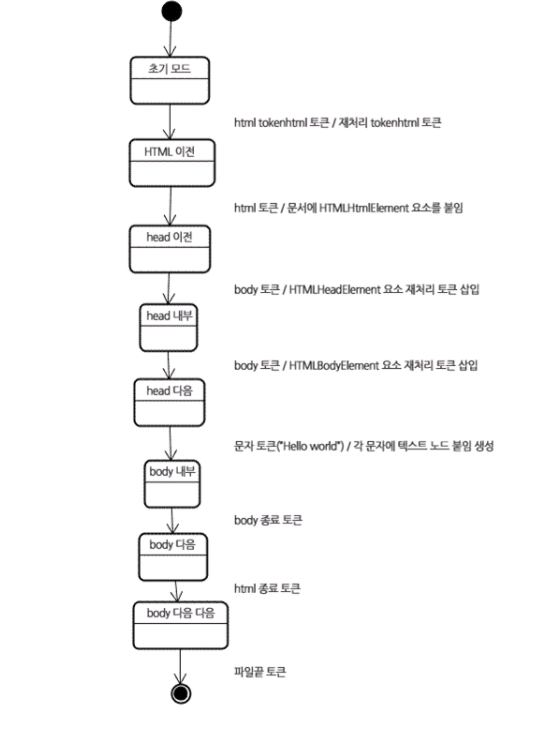 초기 모드
html tokenhtml 토큰 / 재처리 tokenhtml 토큰
HTML 이전
html 토큰 / 문서에 HTMLHtmlElement 요소를 붙임
head 이전
body 토큰 / HTMLHeadElement 요소 재처리 토큰 삽입
head 내부
body 토큰 / HTMLBodyElement 요소 재처리 토큰 삽입
head 다음
문자 토큰("Hello world") / 각 문자에 텍스트 노드 붙임 생성
body 내부
body 종료 토큰
body 다음
html 종료 토큰
body 다음 다음
파일끝 토큰